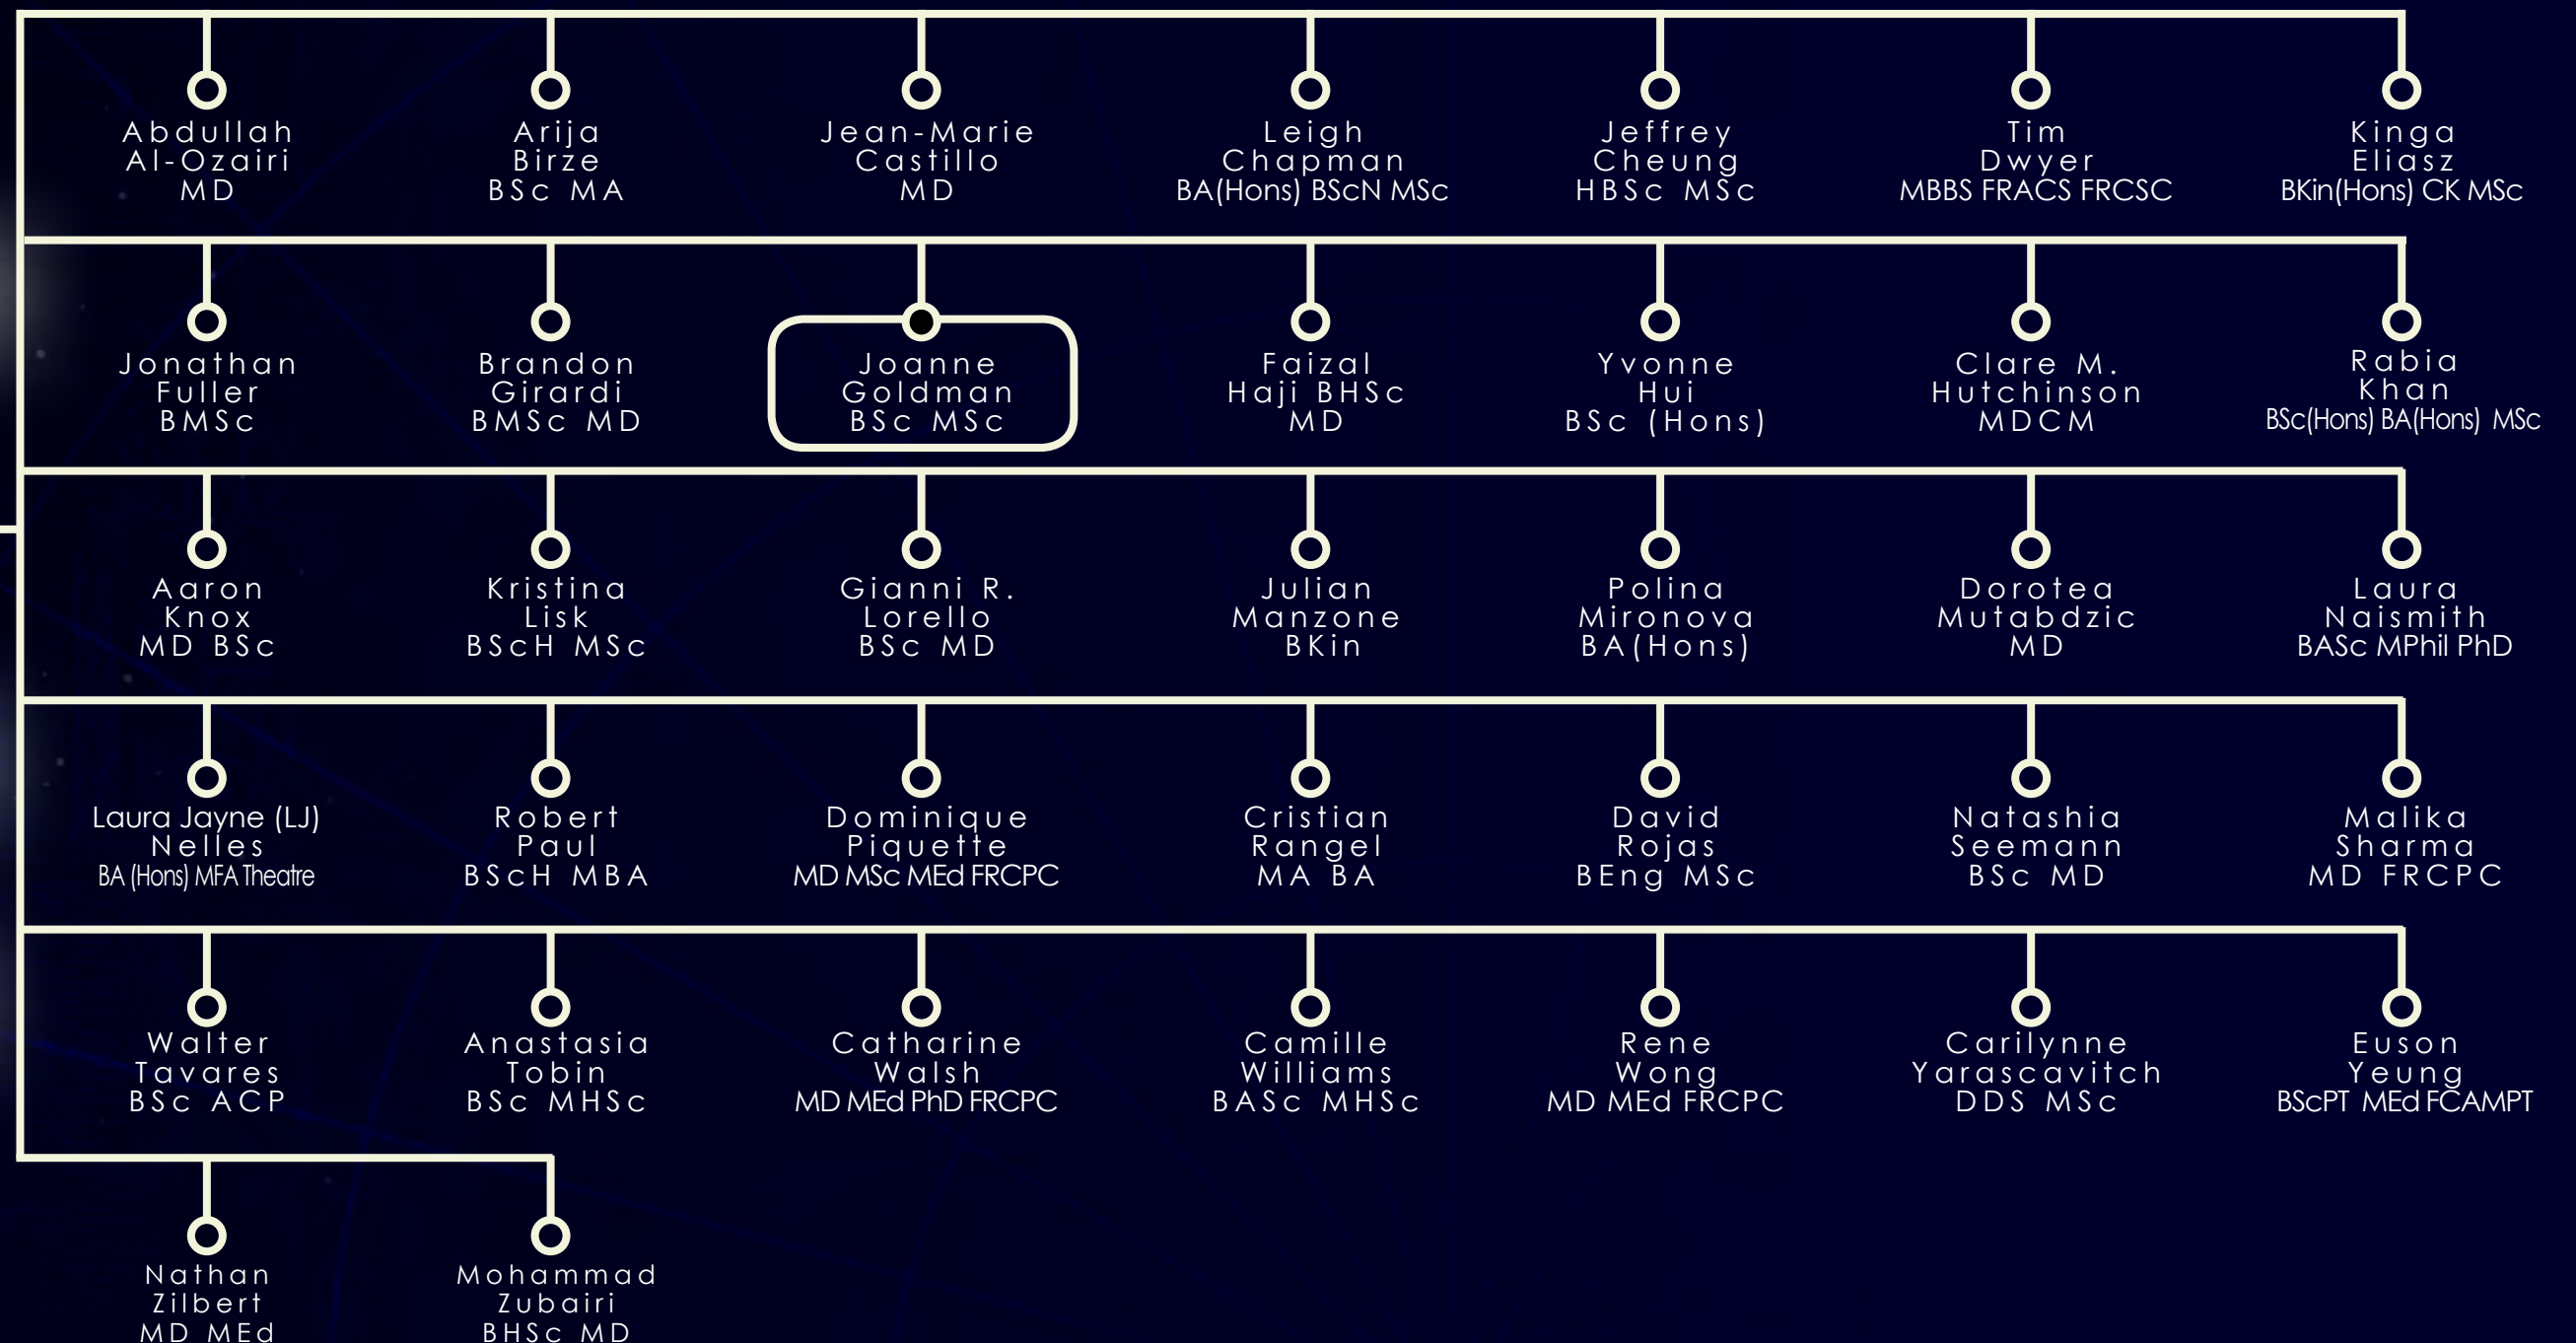 Abdullah
Al-Ozairi
MD
Arija
Birze
BSc MA
Jean-Marie
Castillo
MD
Leigh
Chapman
BA(Hons) BScN MSc
Jeffrey
Cheung
HBSc MSc
Tim
Dwyer
MBBS FRACS FRCSC
Kinga
Eliasz
BKin(Hons) CK MSc
Jonathan
Fuller
BMSc
Brandon
Girardi
BMSc MD
Joanne
Goldman
BSc MSc
Faizal
Haji BHSc
MD
Yvonne
Hui
BSc (Hons)
Clare M.
Hutchinson
MDCM
Rabia
Khan
BSc(Hons) BA(Hons) MSc
Aaron
Knox
MD BSc
Kristina
Lisk
BScH MSc
Gianni R.
Lorello
BSc MD
Julian
Manzone
BKin
Polina
Mironova
BA(Hons)
Dorotea
Mutabdzic
MD
Laura
Naismith
BASc MPhil PhD
Laura Jayne (LJ)
Nelles
BA (Hons) MFA Theatre
Robert
Paul
BScH MBA
Dominique
Piquette
MD MSc MEd FRCPC
Cristian
Rangel
MA BA
David
Rojas
BEng MSc
Natashia
Seemann
BSc MD
Malika
Sharma
MD FRCPC
Walter
Tavares
BSc ACP
Anastasia
Tobin
BSc MHSc
Catharine
Walsh
MD MEd PhD FRCPC
Camille
Williams
BASc MHSc
Rene
Wong
MD MEd FRCPC
Carilynne
Yarascavitch
DDS MSc
Euson
Yeung
BScPT MEd FCAMPT
Nathan
Zilbert
MD MEd
Mohammad
Zubairi
BHSc MD